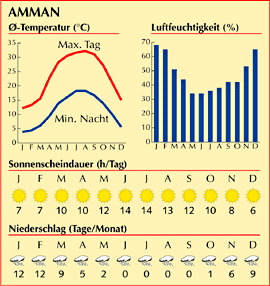 AMMAN
Ø-Temperatur (°C)
Luftfeuchtigkeit (%)
35
30
25
20
15
10
5
0
Max. Tag
Min. Nacht
J F M A M J J A S O N D
70
60
50
40
30
20
10
0
J F M A M J J A S O N D
Sonnenscheindauer (h/Tag)
J F M A M J J A S O N D
7 7 10 10 12 14 14 13 12 10 8 6
Niederschlag (Tage/Monat)
J F M A M J J A S O N D
12 12 9 5 2 0 0 0 0 1 6 9